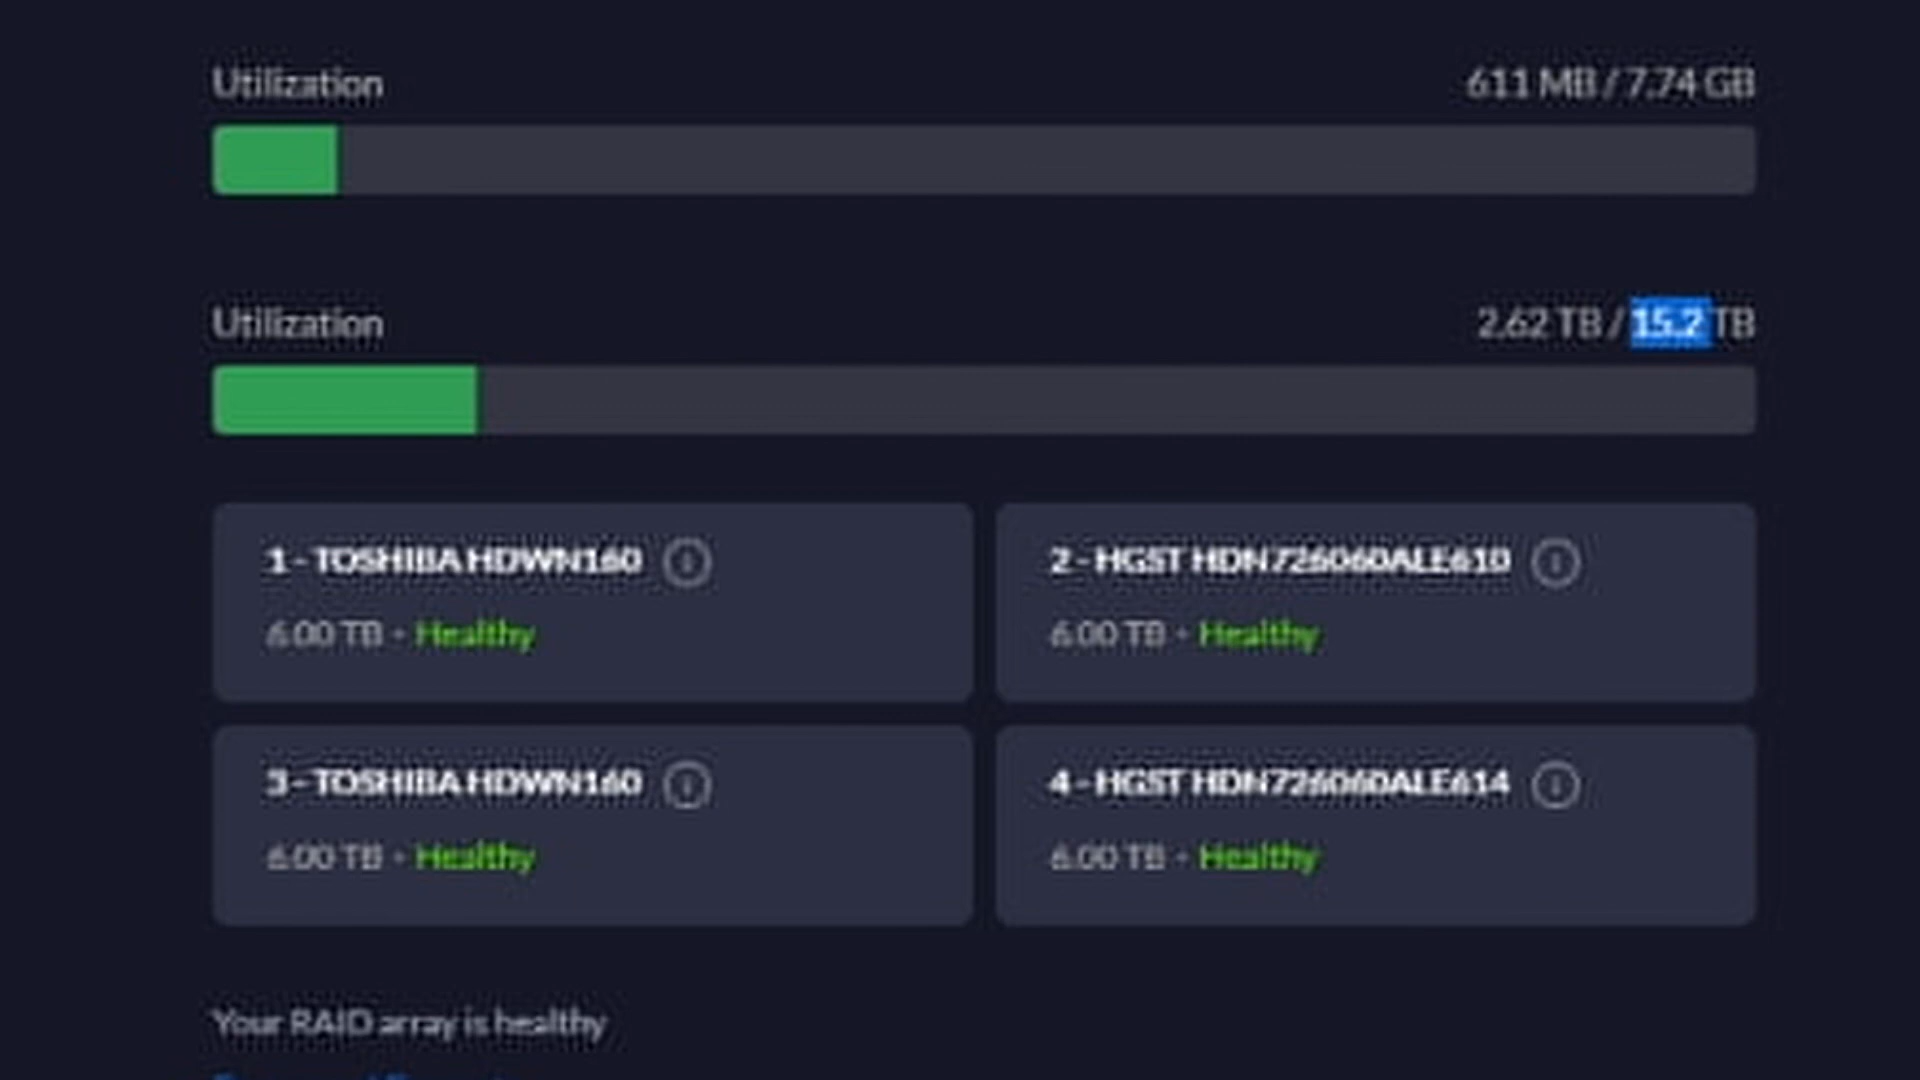 Utilization 611 MB / 7.74 GB
Utilization 2.62 TB / 15.2 TB
1 - TOSHIBA HDWN160
6.00 TB • Healthy
2 - HGST HDN726060ALE610
6.00 TB • Healthy
3 - TOSHIBA HDWN160
6.00 TB • Healthy
4 - HGST HDN726060ALE614
6.00 TB • Healthy
Your RAID array is healthy